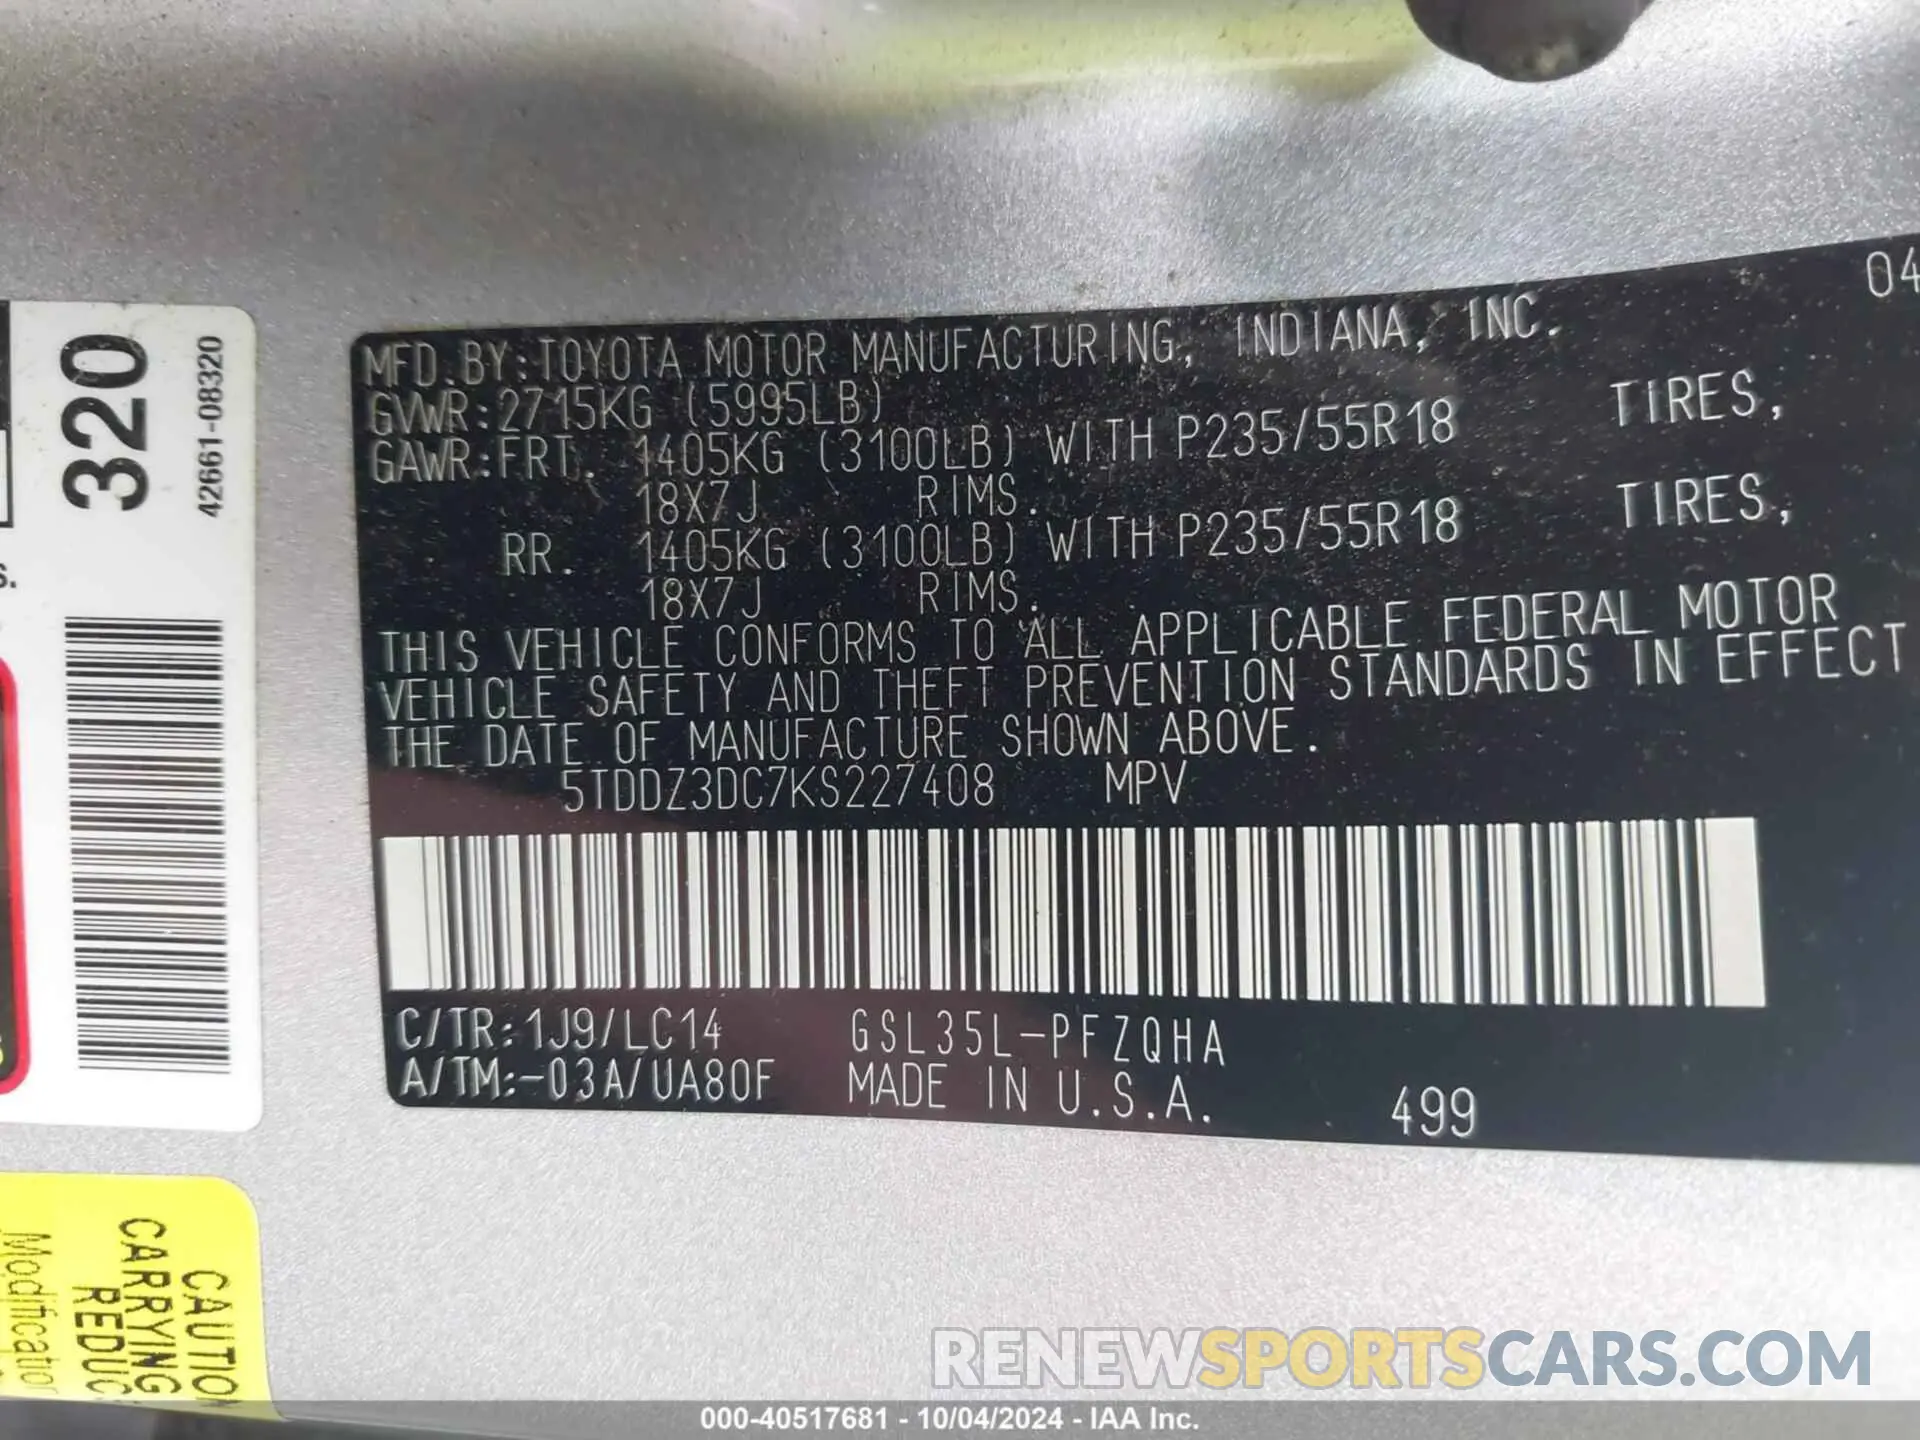 04
MFD. BY: TOYOTA MOTOR MANUFACTURING, INDIANA, INC.
GVWR: 2715KG (5995LB)
GAWR: FRT. 1405KG (3100LB) WITH P235/55R18 TIRES,
18X7J RIMS.
RR. 1405KG (3100LB) WITH P235/55R18 TIRES,
18X7J RIMS.
THIS VEHICLE CONFORMS TO ALL APPLICABLE FEDERAL MOTOR
VEHICLE SAFETY AND THEFT PREVENTION STANDARDS IN EFFECT
THE DATE OF MANUFACTURE SHOWN ABOVE.
5TDDZ3DC7KS227408 MPV
C/TR: 1J9/LC14 GSL35L-PFZQHA
A/TM: -03A/UA80F MADE IN U.S.A. 499
320
42661-08320
s.
CAUTION
CARRYING
REDUC
Modification
RENEWSPORTSCARS.COM
000-40517681 - 10/04/2024 - IAA Inc.